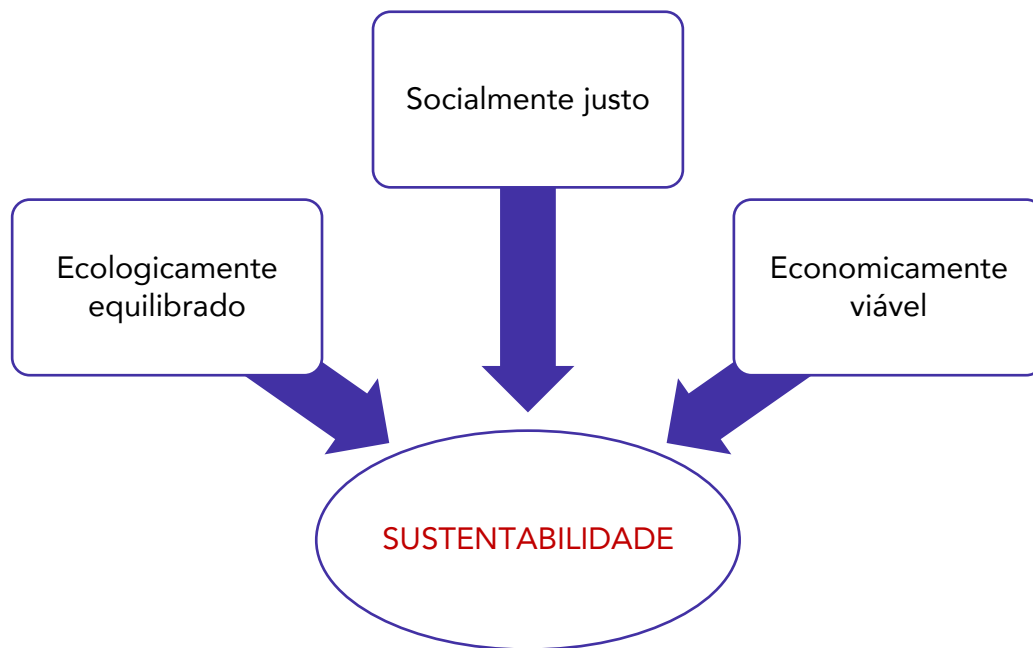 Socialmente justo
Ecologicamente
equilibrado
Economicamente
viável
SUSTENTABILIDADE